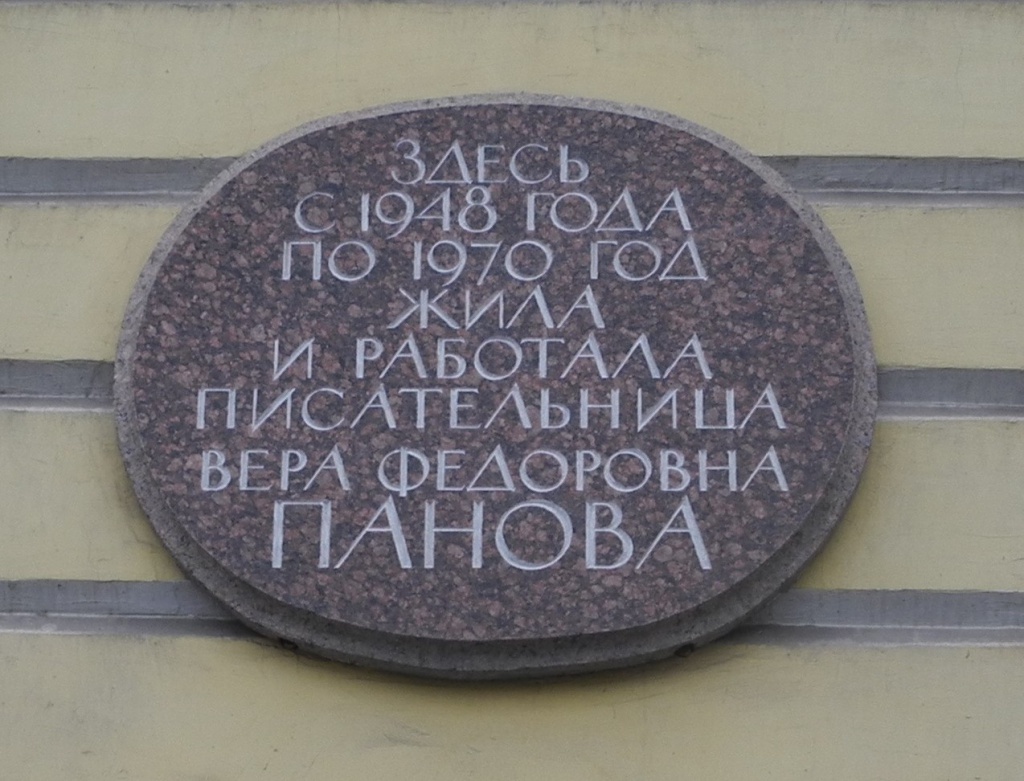 ЗДЕСЬ
С 1948 ГОДА
ПО 1970 ГОД
ЖИЛА
И РАБОТАЛА
ПИСАТЕЛЬНИЦА
ВЕРА ФЕДОРОВНА
ПАНОВА